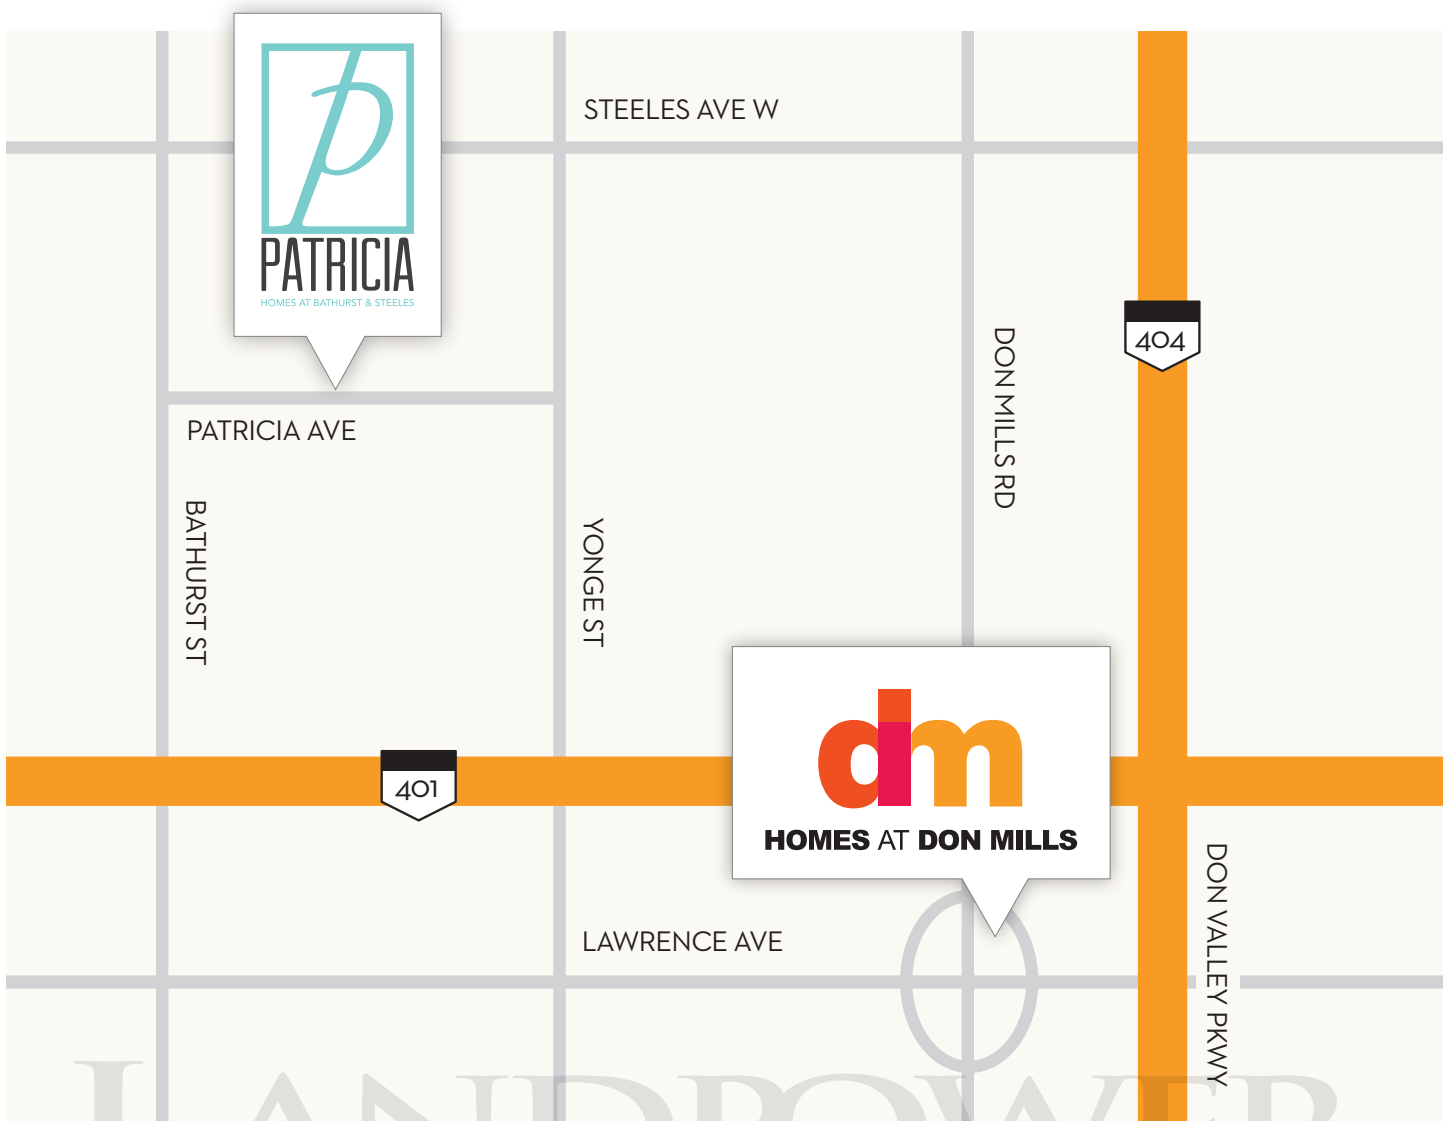 STEELES AVE W
p
PATRICIA
HOMES AT BATHURST & STEELES
404
DON MILLS RD
PATRICIA AVE
BATHURST ST
YONGE ST
dm
HOMES AT DON MILLS
401
DON VALLEY PKWY
LAWRENCE AVE
LANDPOWER